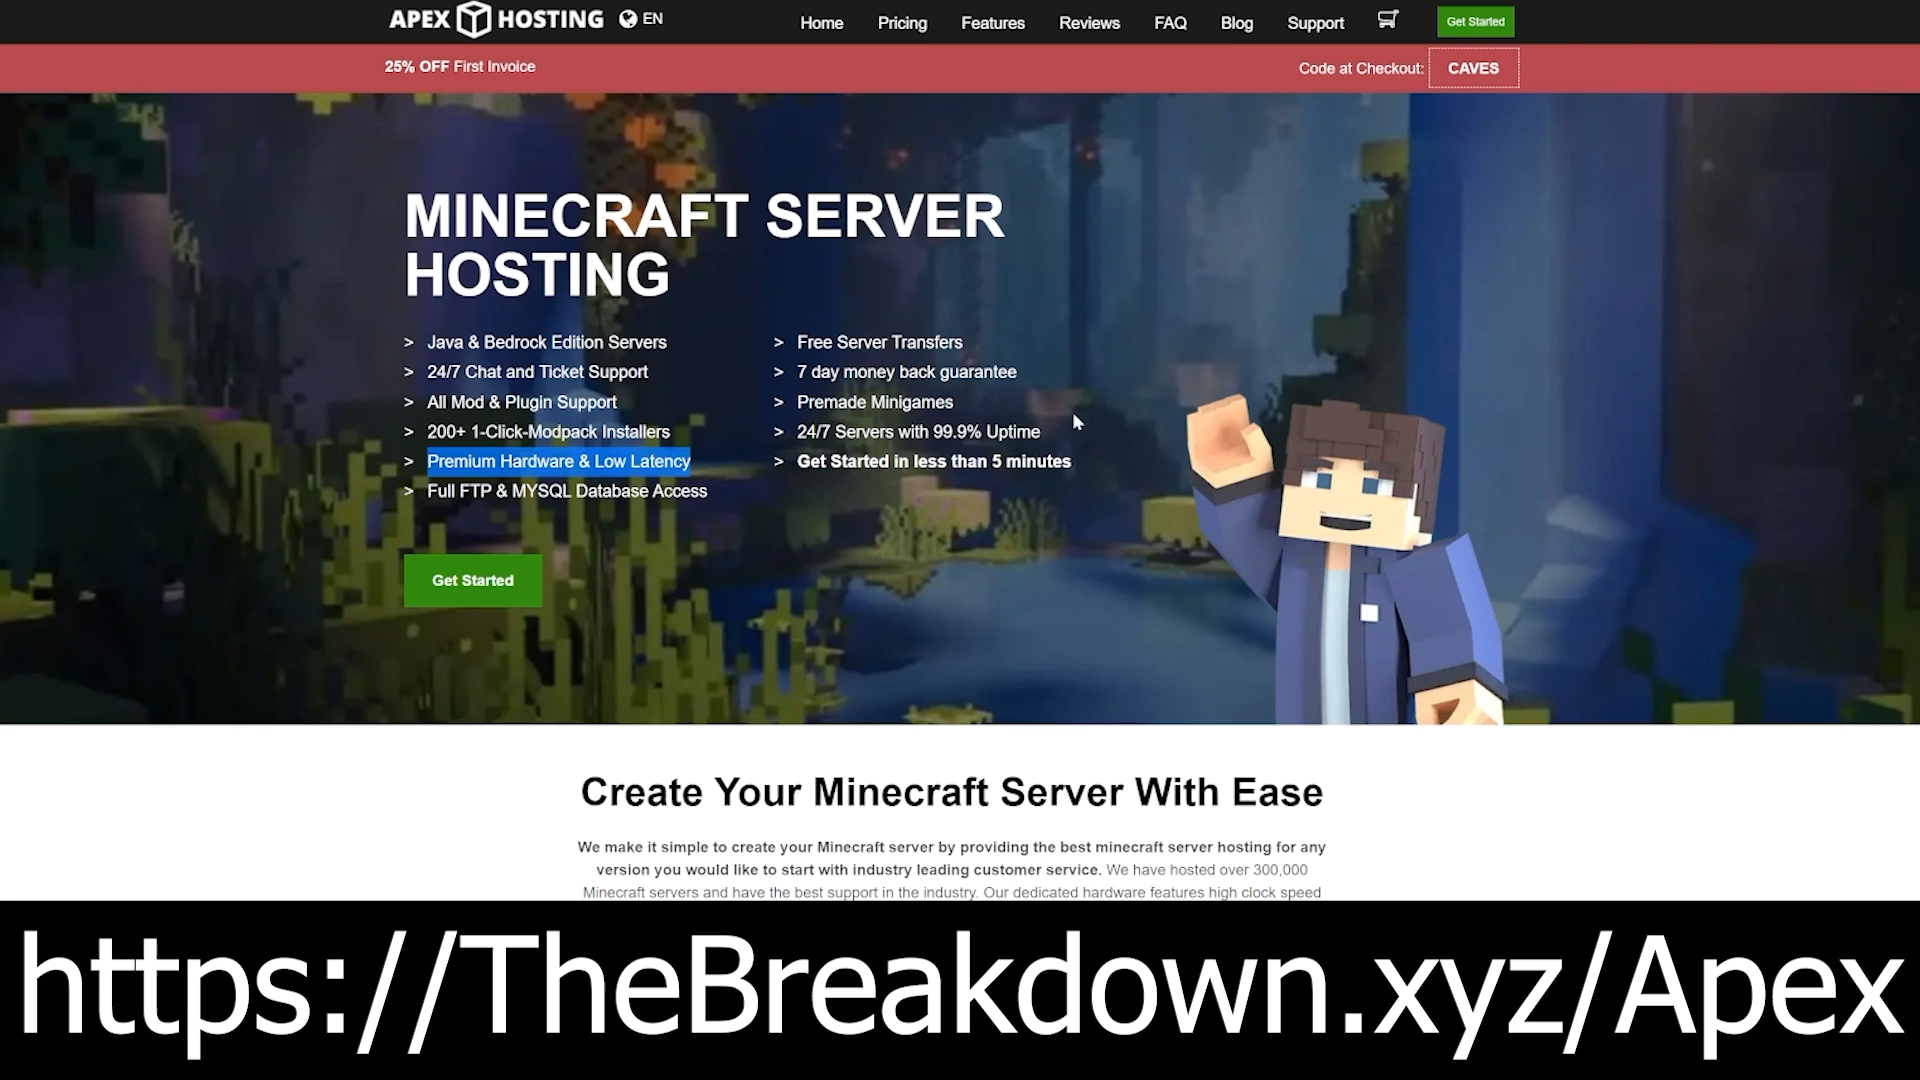 APEX HOSTING EN Home Pricing Features Reviews FAQ Blog Support Get Started
25% OFF First Invoice Code at Checkout: CAVES
MINECRAFT SERVER
HOSTING
> Java & Bedrock Edition Servers
> 24/7 Chat and Ticket Support
> All Mod & Plugin Support
> 200+ 1-Click-Modpack Installers
> Premium Hardware & Low Latency
> Full FTP & MYSQL Database Access
> Free Server Transfers
> 7 day money back guarantee
> Premade Minigames
> 24/7 Servers with 99.9% Uptime
> Get Started in less than 5 minutes
Get Started
Create Your Minecraft Server With Ease
We make it simple to create your Minecraft server by providing the best minecraft server hosting for any
version you would like to start with industry leading customer service. We have hosted over 300,000
Minecraft servers and have the best support in the industry. Our dedicated hardware features high clock speed
https://TheBreakdown.xyz/Apex